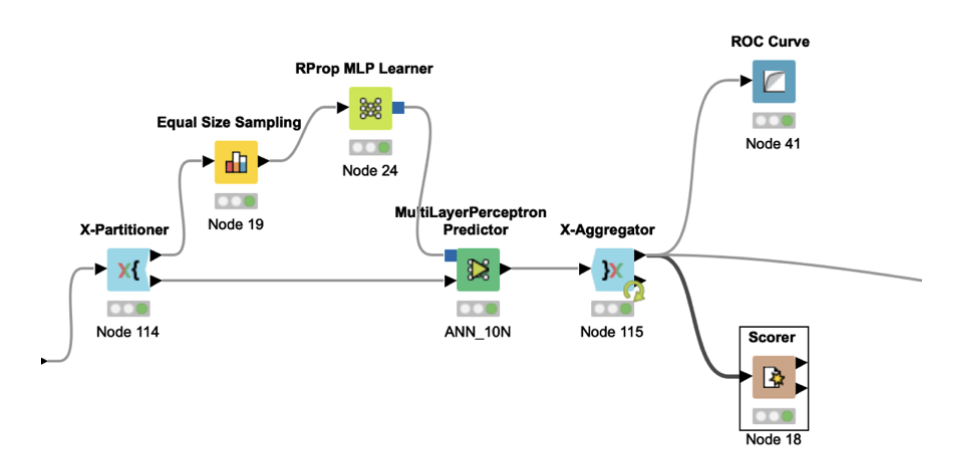 ROC Curve
Node 41
RProp MLP Learner
Node 24
Equal Size Sampling
Node 19
X-Partitioner
Node 114
MultiLayerPerceptron
Predictor
ANN_10N
X-Aggregator
Node 115
Scorer
Node 18